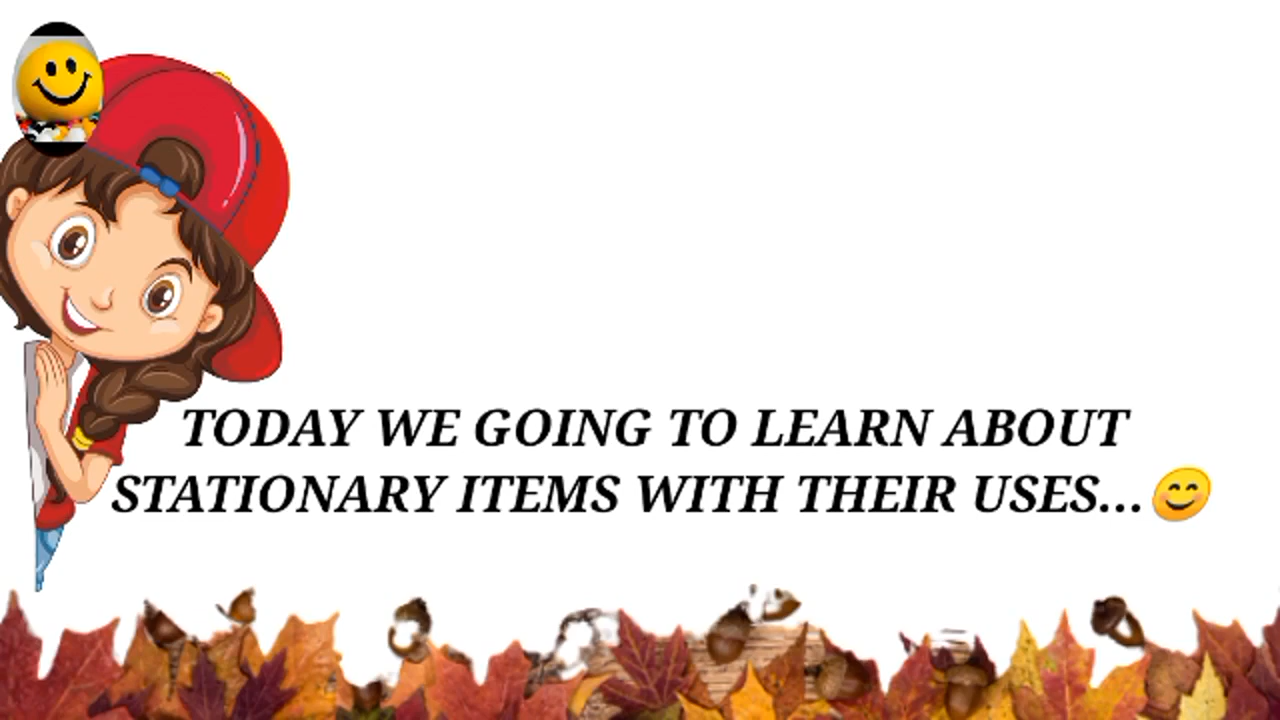 TODAY WE GOING TO LEARN ABOUT
STATIONARY ITEMS WITH THEIR USES...😊